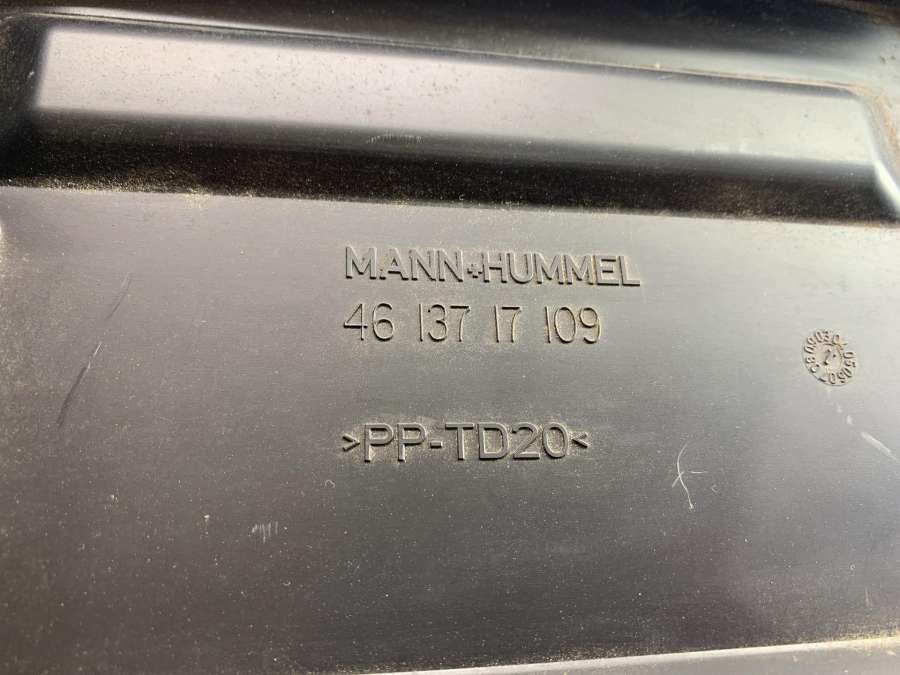 MANN+HUMMEL
46 137 17 109
>PP-TD20<